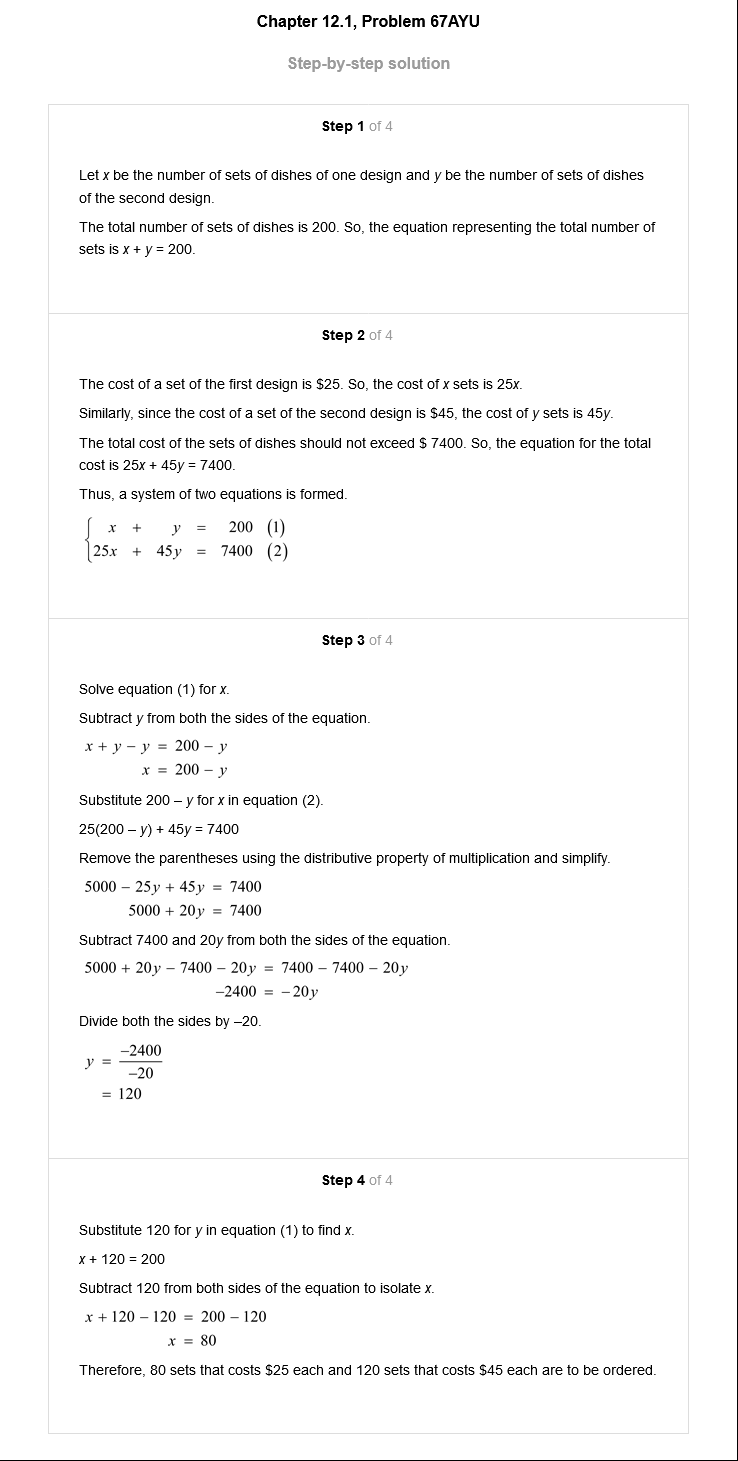 Chapter 12.1, Problem 67AYU
Step-by-step solution
Step 1 of 4
Let x be the number of sets of dishes of one design and y be the number of sets of dishes
of the second design.
The total number of sets of dishes is 200. So, the equation representing the total number of
sets is x + y = 200.
Step 2 of 4
The cost of a set of the first design is $25. So, the cost of x sets is 25x.
Similarly, since the cost of a set of the second design is $45, the cost of y sets is 45y.
The total cost of the sets of dishes should not exceed $ 7400. So, the equation for the total
cost is 25x + 45y = 7400.
Thus, a system of two equations is formed.
{ x + y = 200 (1)
25x + 45y = 7400 (2)
Step 3 of 4
Solve equation (1) for x.
Subtract y from both the sides of the equation.
x + y − y = 200 − y
x = 200 − y
Substitute 200 – y for x in equation (2).
25(200 – y) + 45y = 7400
Remove the parentheses using the distributive property of multiplication and simplify.
5000 − 25y + 45y = 7400
5000 + 20y = 7400
Subtract 7400 and 20y from both the sides of the equation.
5000 + 20y − 7400 − 20y = 7400 − 7400 − 20y
−2400 = −20y
Divide both the sides by –20.
y = −2400
−20
= 120
Step 4 of 4
Substitute 120 for y in equation (1) to find x.
x + 120 = 200
Subtract 120 from both sides of the equation to isolate x.
x + 120 − 120 = 200 − 120
x = 80
Therefore, 80 sets that costs $25 each and 120 sets that costs $45 each are to be ordered.